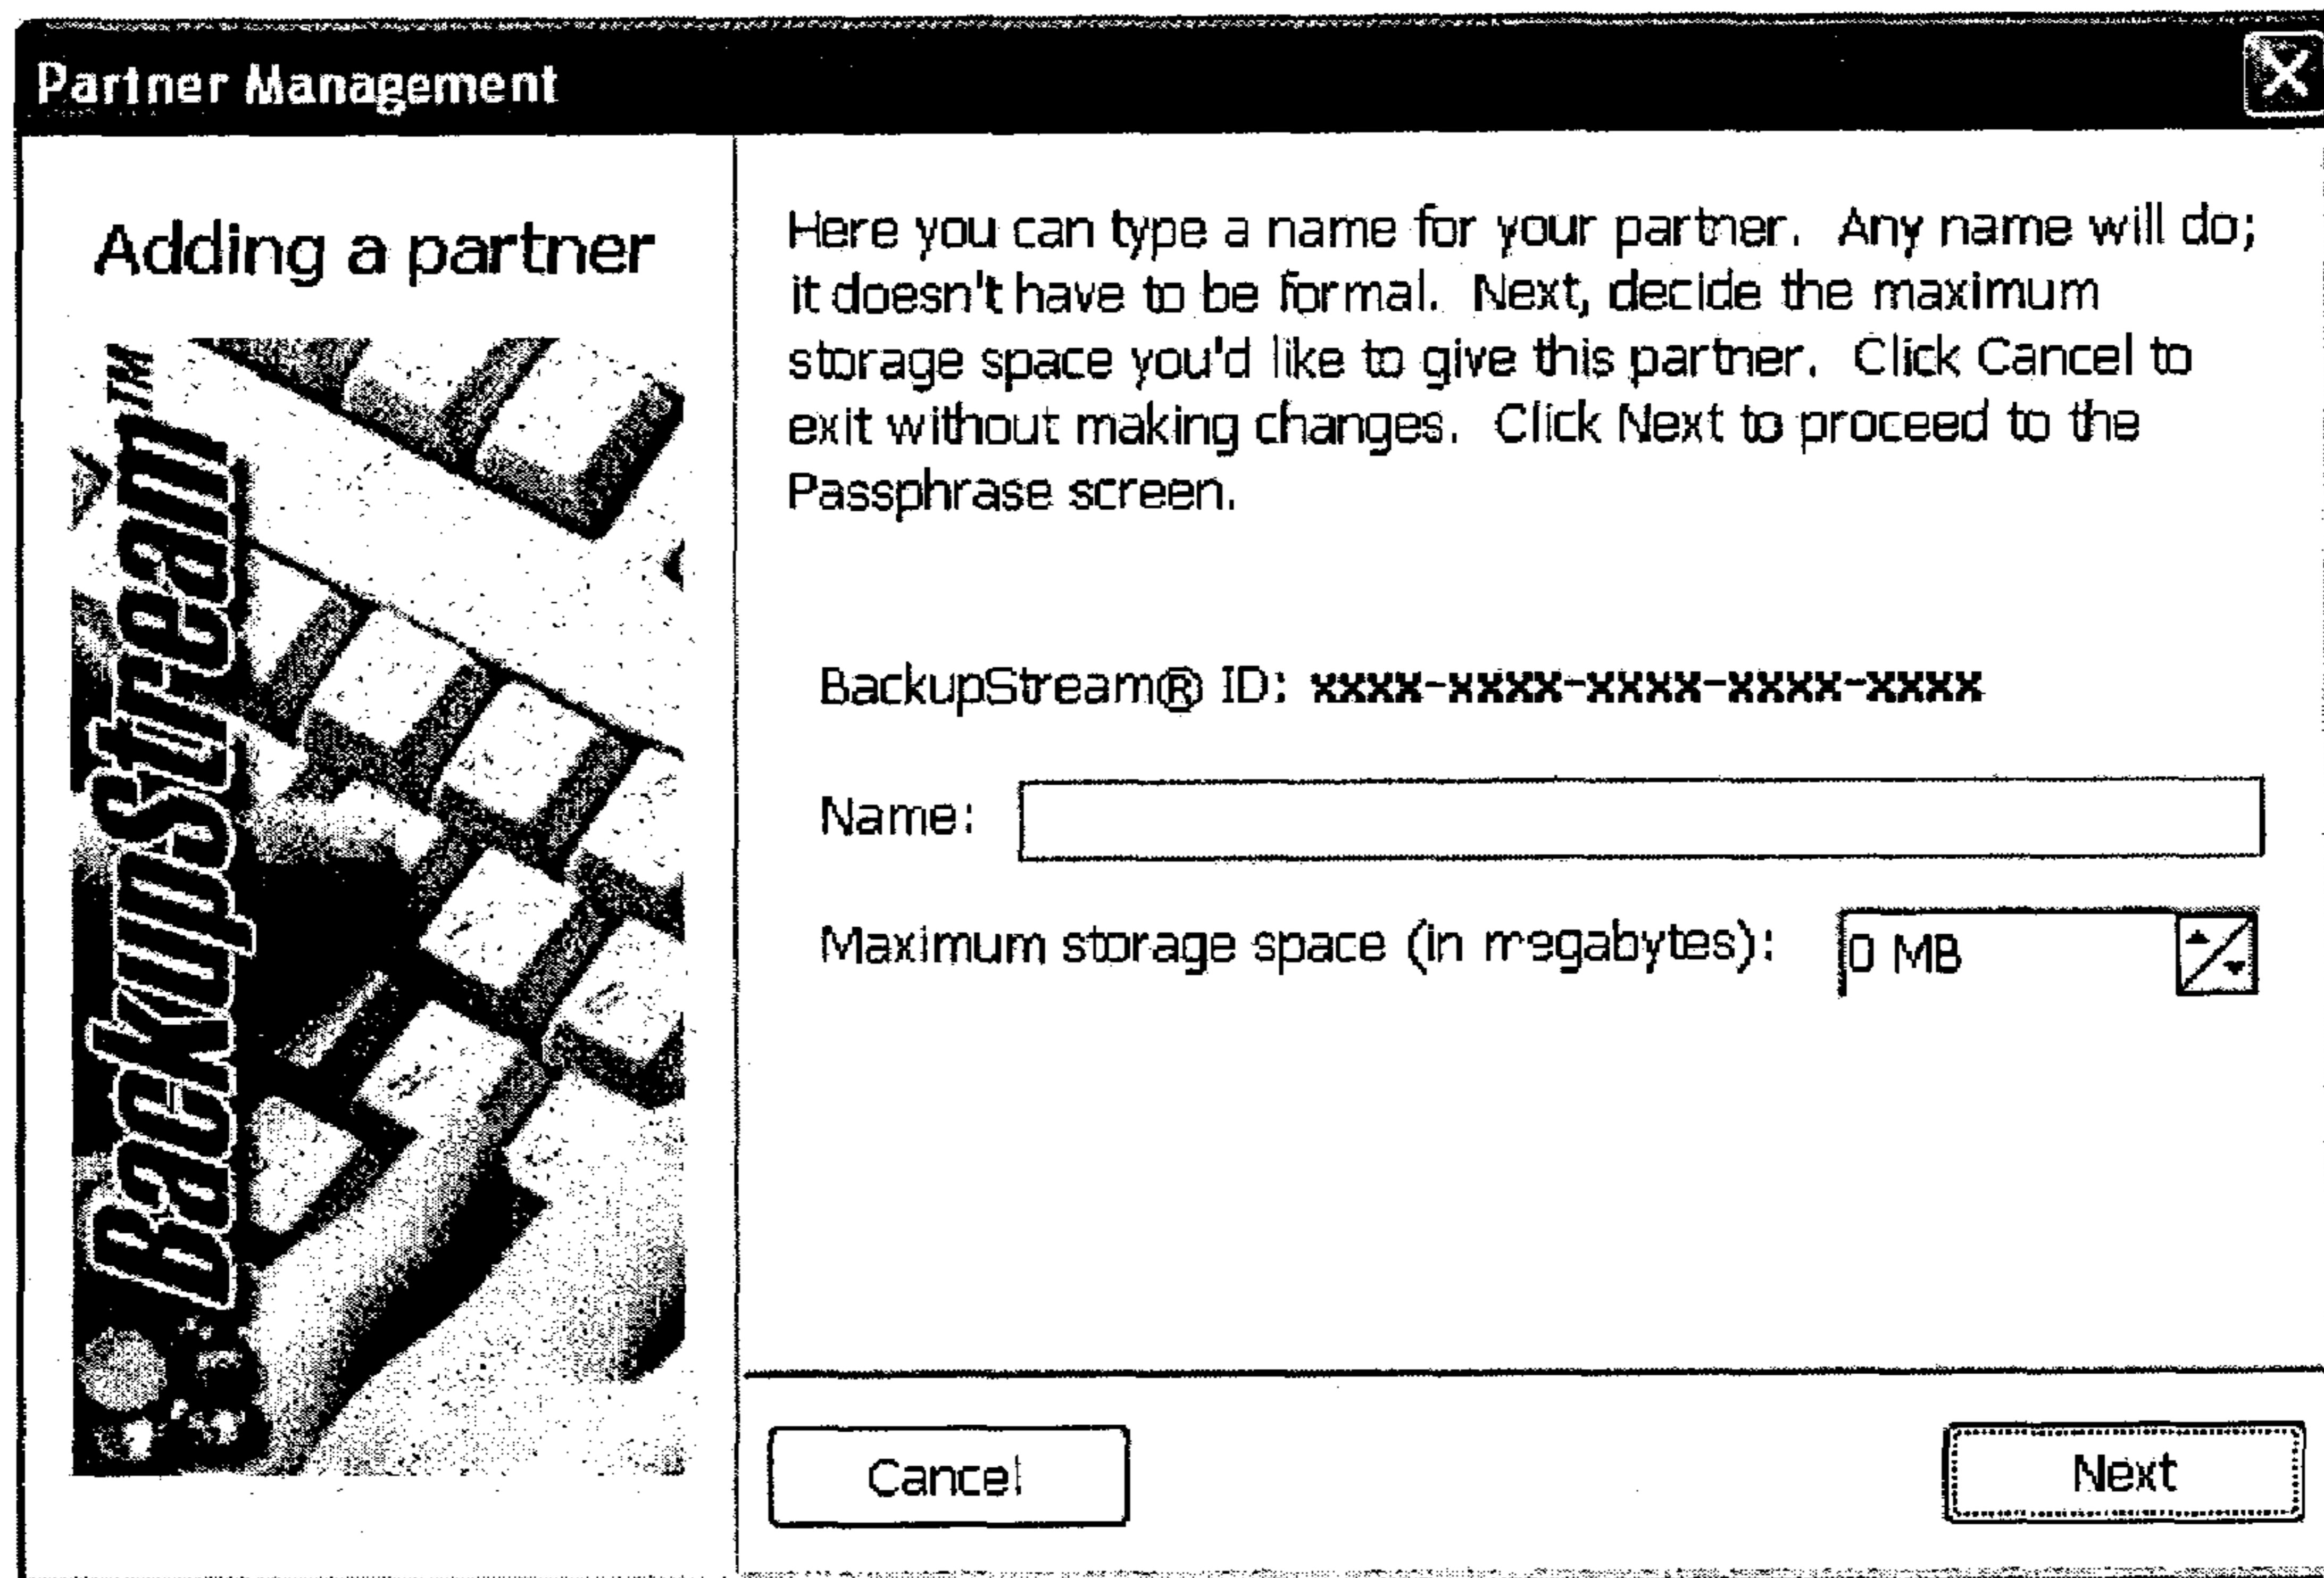 Partner Management
Adding a partner
BackupStream™
Here you can type a name for your partner. Any name will do;
it doesn't have to be formal. Next, decide the maximum
storage space you'd like to give this partner. Click Cancel to
exit without making changes. Click Next to proceed to the
Passphrase screen.
BackupStream® ID: xxxx-xxxx-xxxx-xxxx-xxxx
Name:
Maximum storage space (in megabytes): 0 MB
Cancel
Next